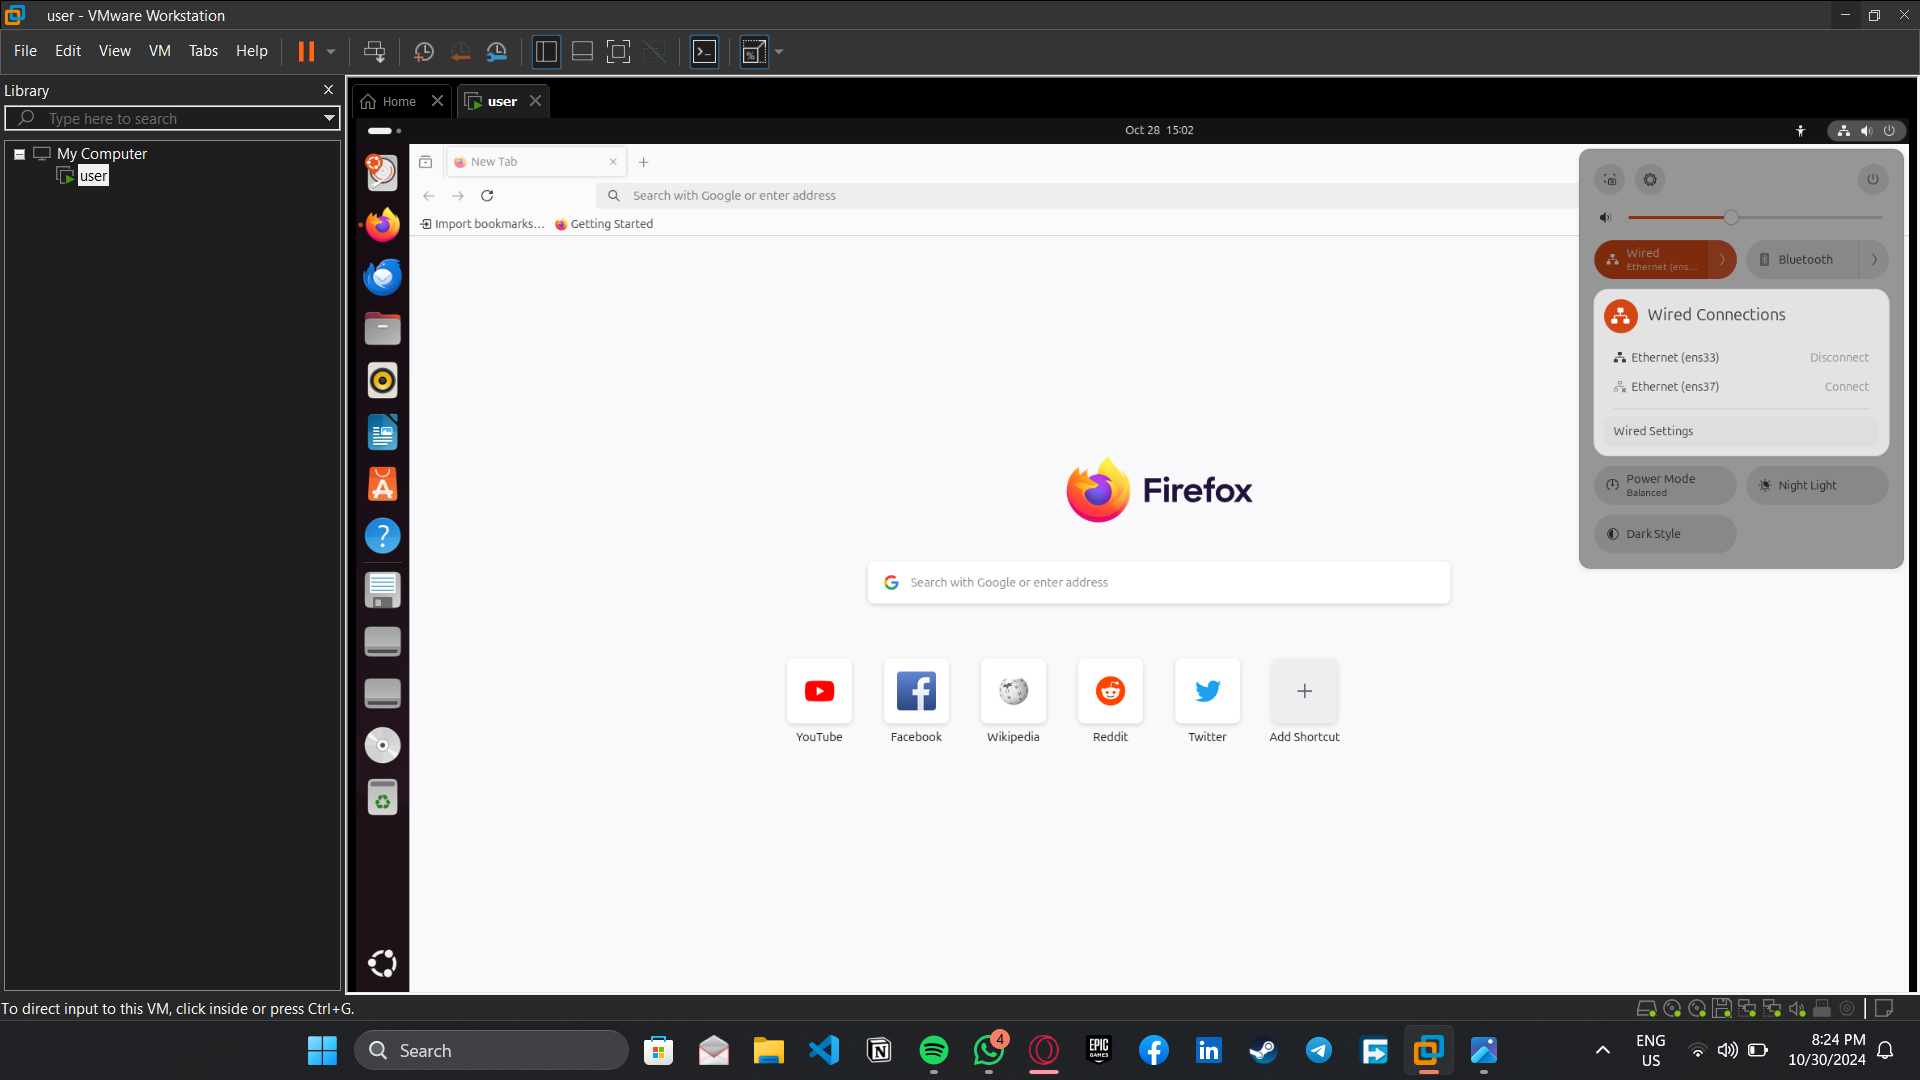 user - VMware Workstation
File Edit View VM Tabs Help
Library
Type here to search
My Computer
user
Home
user
Oct 28 15:02
New Tab
Search with Google or enter address
Import bookmarks...
Getting Started
Firefox
Search with Google or enter address
YouTube
Facebook
Wikipedia
Reddit
Twitter
Add Shortcut
Wired
Ethernet (ens...
Bluetooth
Wired Connections
Ethernet (ens33) Disconnect
Ethernet (ens37) Connect
Wired Settings
Power Mode
Balanced
Night Light
Dark Style
To direct input to this VM, click inside or press Ctrl+G.
Search
4
EPIC
GAMES
ENG
US
8:24 PM
10/30/2024